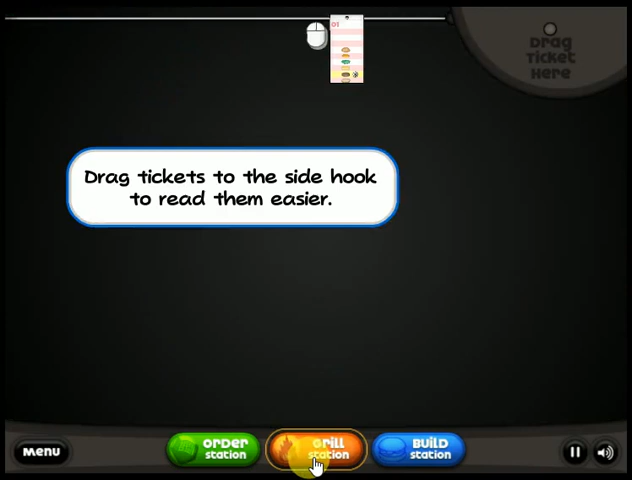 01
Drag
Ticket
Here
Drag tickets to the side hook
to read them easier.
Menu
Order
Station
Grill
Station
Build
Station